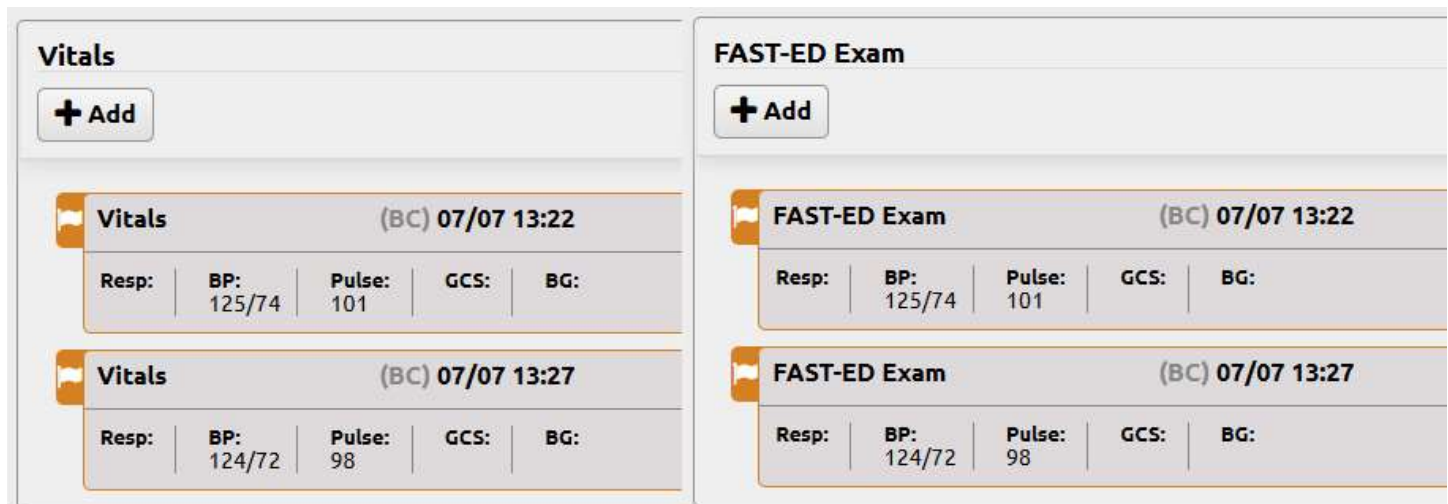 Vitals
+ Add
Vitals (BC) 07/07 13:22
Resp: BP: Pulse: GCS: BG:
125/74 101
Vitals (BC) 07/07 13:27
Resp: BP: Pulse: GCS: BG:
124/72 98
FAST-ED Exam
+ Add
FAST-ED Exam (BC) 07/07 13:22
Resp: BP: Pulse: GCS: BG:
125/74 101
FAST-ED Exam (BC) 07/07 13:27
Resp: BP: Pulse: GCS: BG:
124/72 98